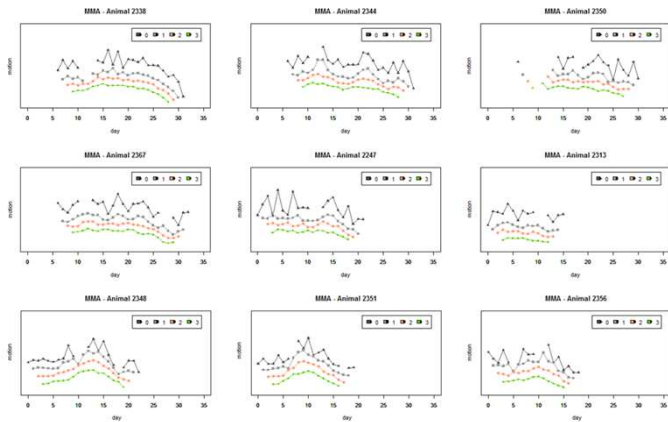 MMA - Animal 2338
0 1 2 3
motion
0 5 10 15 20 25 30 35
day
MMA - Animal 2344
0 1 2 3
motion
0 5 10 15 20 25 30 35
day
MMA - Animal 2350
0 1 2 3
motion
0 5 10 15 20 25 30 35
day
MMA - Animal 2367
0 1 2 3
motion
0 5 10 15 20 25 30 35
day
MMA - Animal 2247
0 1 2 3
motion
0 5 10 15 20 25 30 35
day
MMA - Animal 2313
0 1 2 3
motion
0 5 10 15 20 25 30 35
day
MMA - Animal 2348
0 1 2 3
motion
0 5 10 15 20 25 30 35
day
MMA - Animal 2351
0 1 2 3
motion
0 5 10 15 20 25 30 35
day
MMA - Animal 2356
0 1 2 3
motion
0 5 10 15 20 25 30 35
day